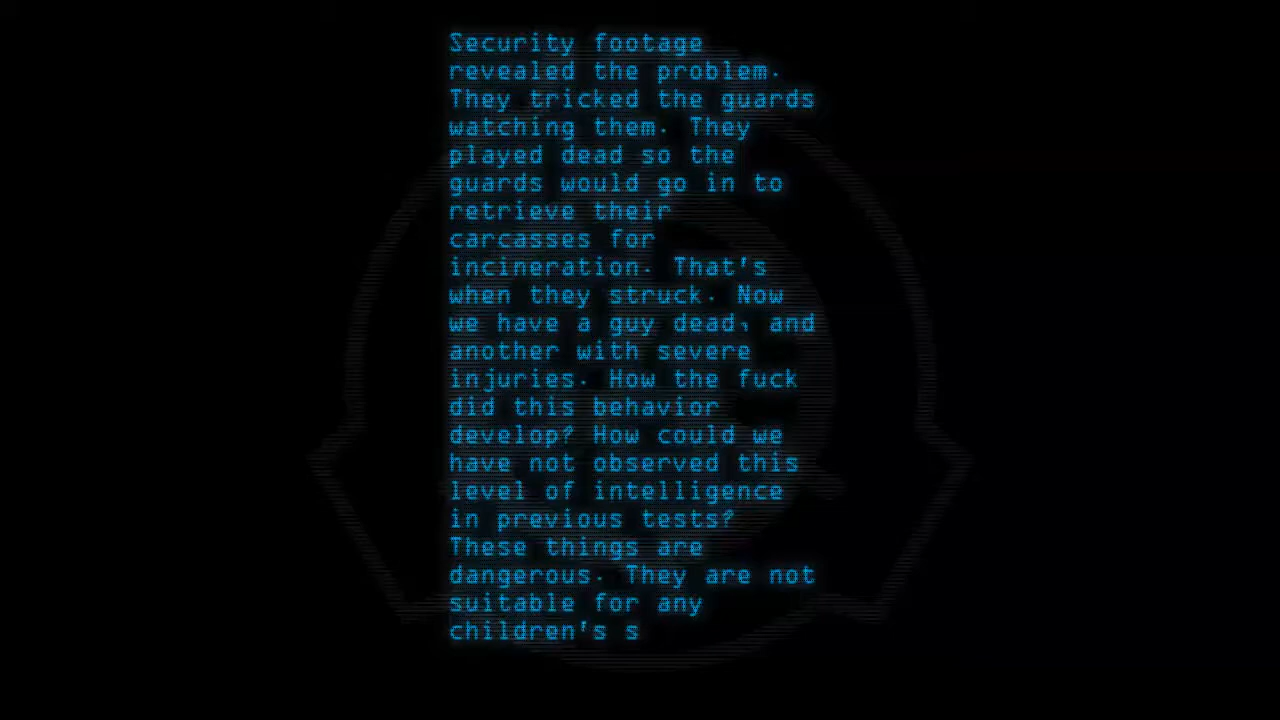 Security footage
revealed the problem.
They tricked the guards
watching them. They
played dead so the
guards would go in to
retrieve their
carcasses for
incineration. That's
when they struck. Now
we have a guy dead, and
another with severe
injuries. How the fuck
did this behavior
develop? How could we
have not observed this
level of intelligence
in previous tests?
These things are
dangerous. They are not
suitable for any
children's s